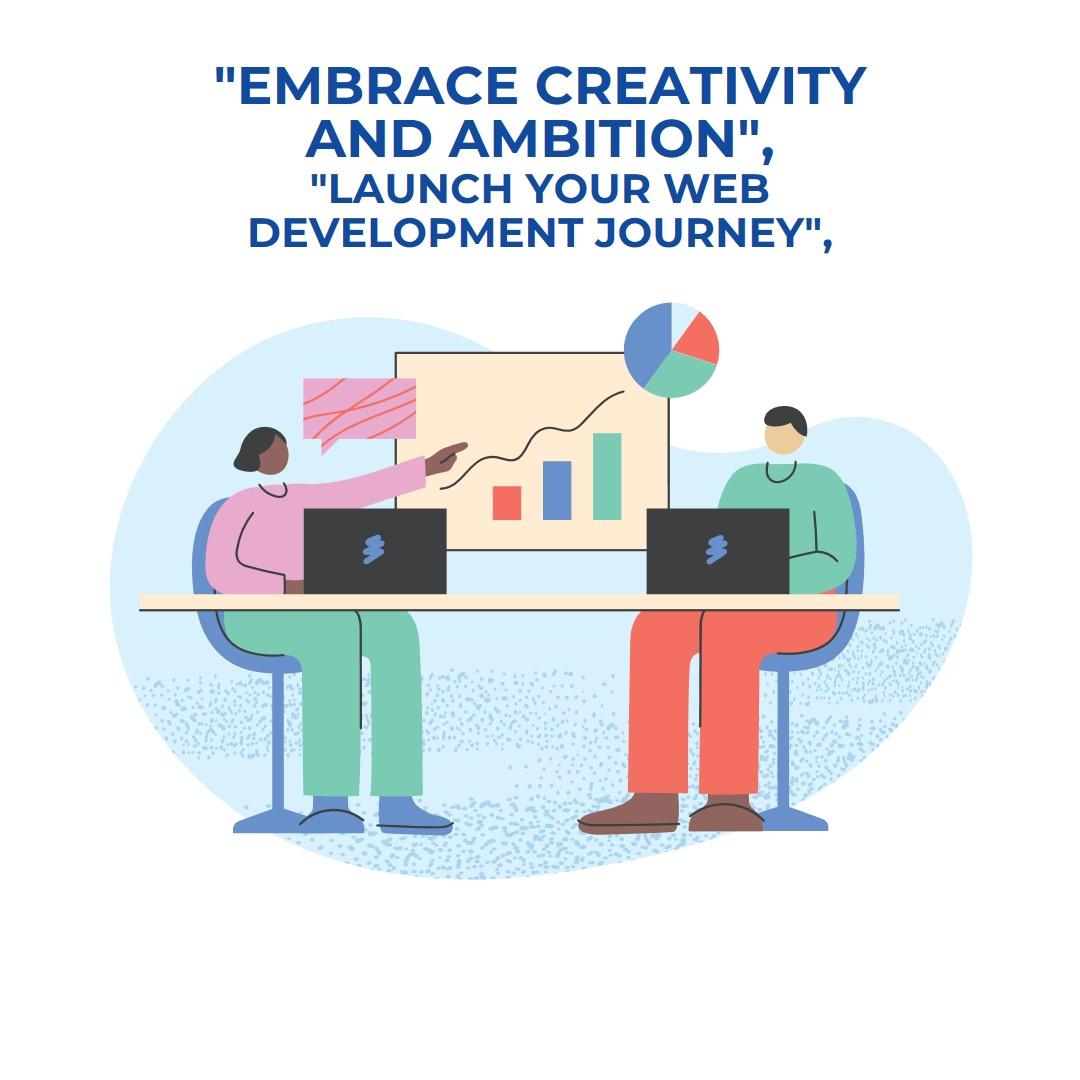 "EMBRACE CREATIVITY
AND AMBITION",
"LAUNCH YOUR WEB
DEVELOPMENT JOURNEY",